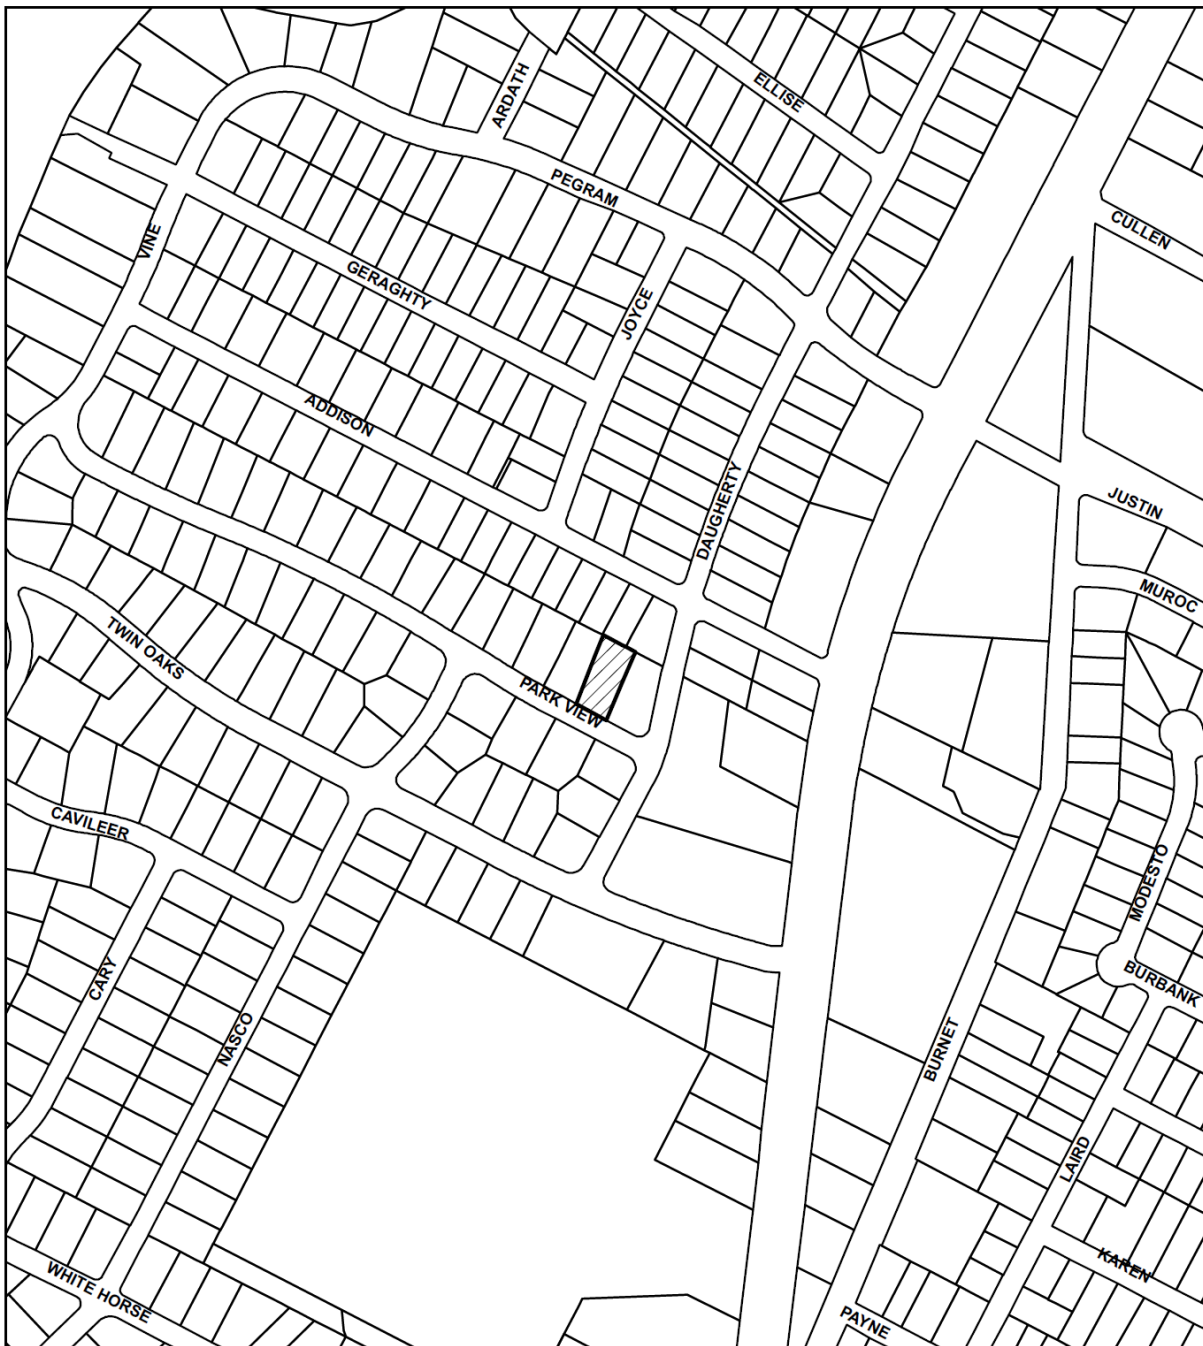 ELLISE
ARDATH
PEGRAM
CULLEN
VINE
GERAGHTY
JOYCE
ADDISON
DAUGHERTY
JUSTIN
MUROC
TWIN OAKS
PARK VIEW
CAVILEER
MODESTO
CARY
BURBANK
NASCO
BURNET
LAIRD
KAREN
WHITE HORSE
PAYNE